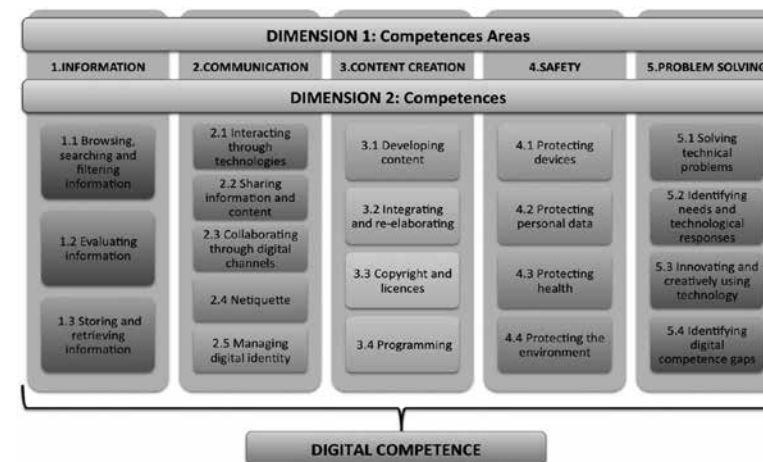 DIMENSION 1: Competences Areas
1.INFORMATION
2.COMMUNICATION
3.CONTENT CREATION
4.SAFETY
5.PROBLEM SOLVING
DIMENSION 2: Competences
1.1 Browsing,
searching and
filtering
information
1.2 Evaluating
information
1.3 Storing and
retrieving
information
2.1 Interacting
through
technologies
2.2 Sharing
information and
content
2.3 Collaborating
through digital
channels
2.4 Netiquette
2.5 Managing
digital identity
3.1 Developing
content
3.2 Integrating
and re-elaborating
3.3 Copyright and
licences
3.4 Programming
4.1 Protecting
devices
4.2 Protecting
personal data
4.3 Protecting
health
4.4 Protecting the
environment
5.1 Solving
technical
problems
5.2 Identifying
needs and
technological
responses
5.3 Innovating and
creatively using
technology
5.4 Identifying
digital
competence gaps
DIGITAL COMPETENCE